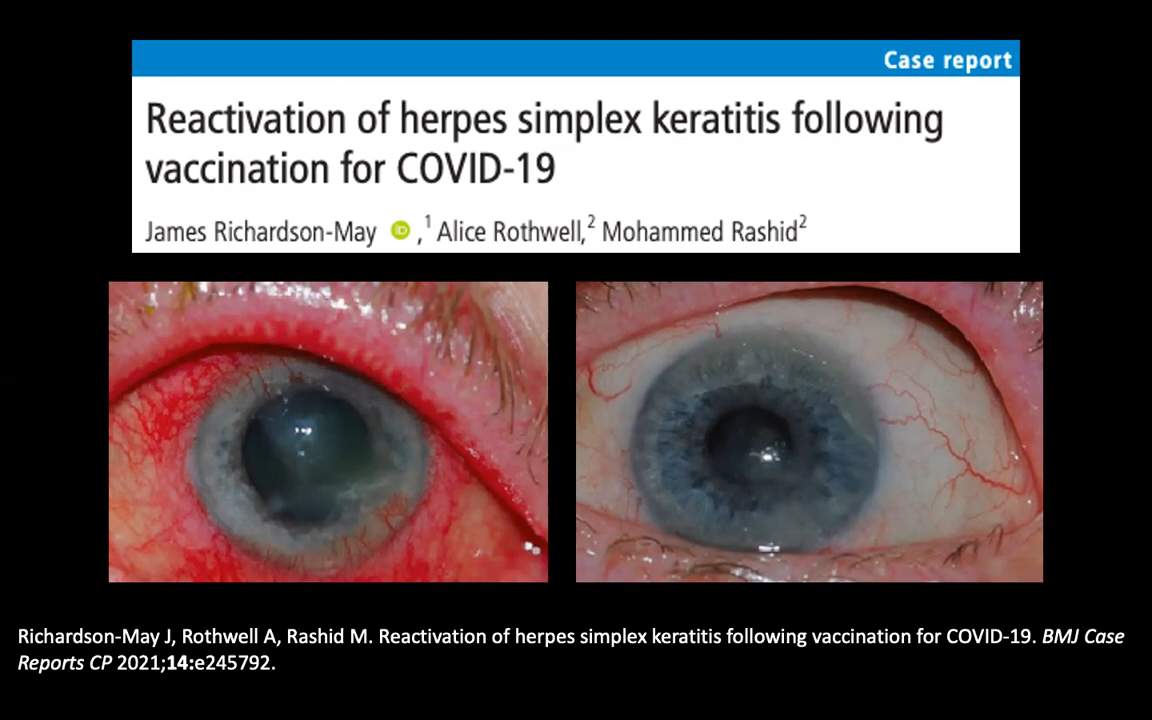 Case report
Reactivation of herpes simplex keratitis following
vaccination for COVID-19
James Richardson-May iD ,1 Alice Rothwell,2 Mohammed Rashid2
Richardson-May J, Rothwell A, Rashid M. Reactivation of herpes simplex keratitis following vaccination for COVID-19. BMJ Case
Reports CP 2021;14:e245792.